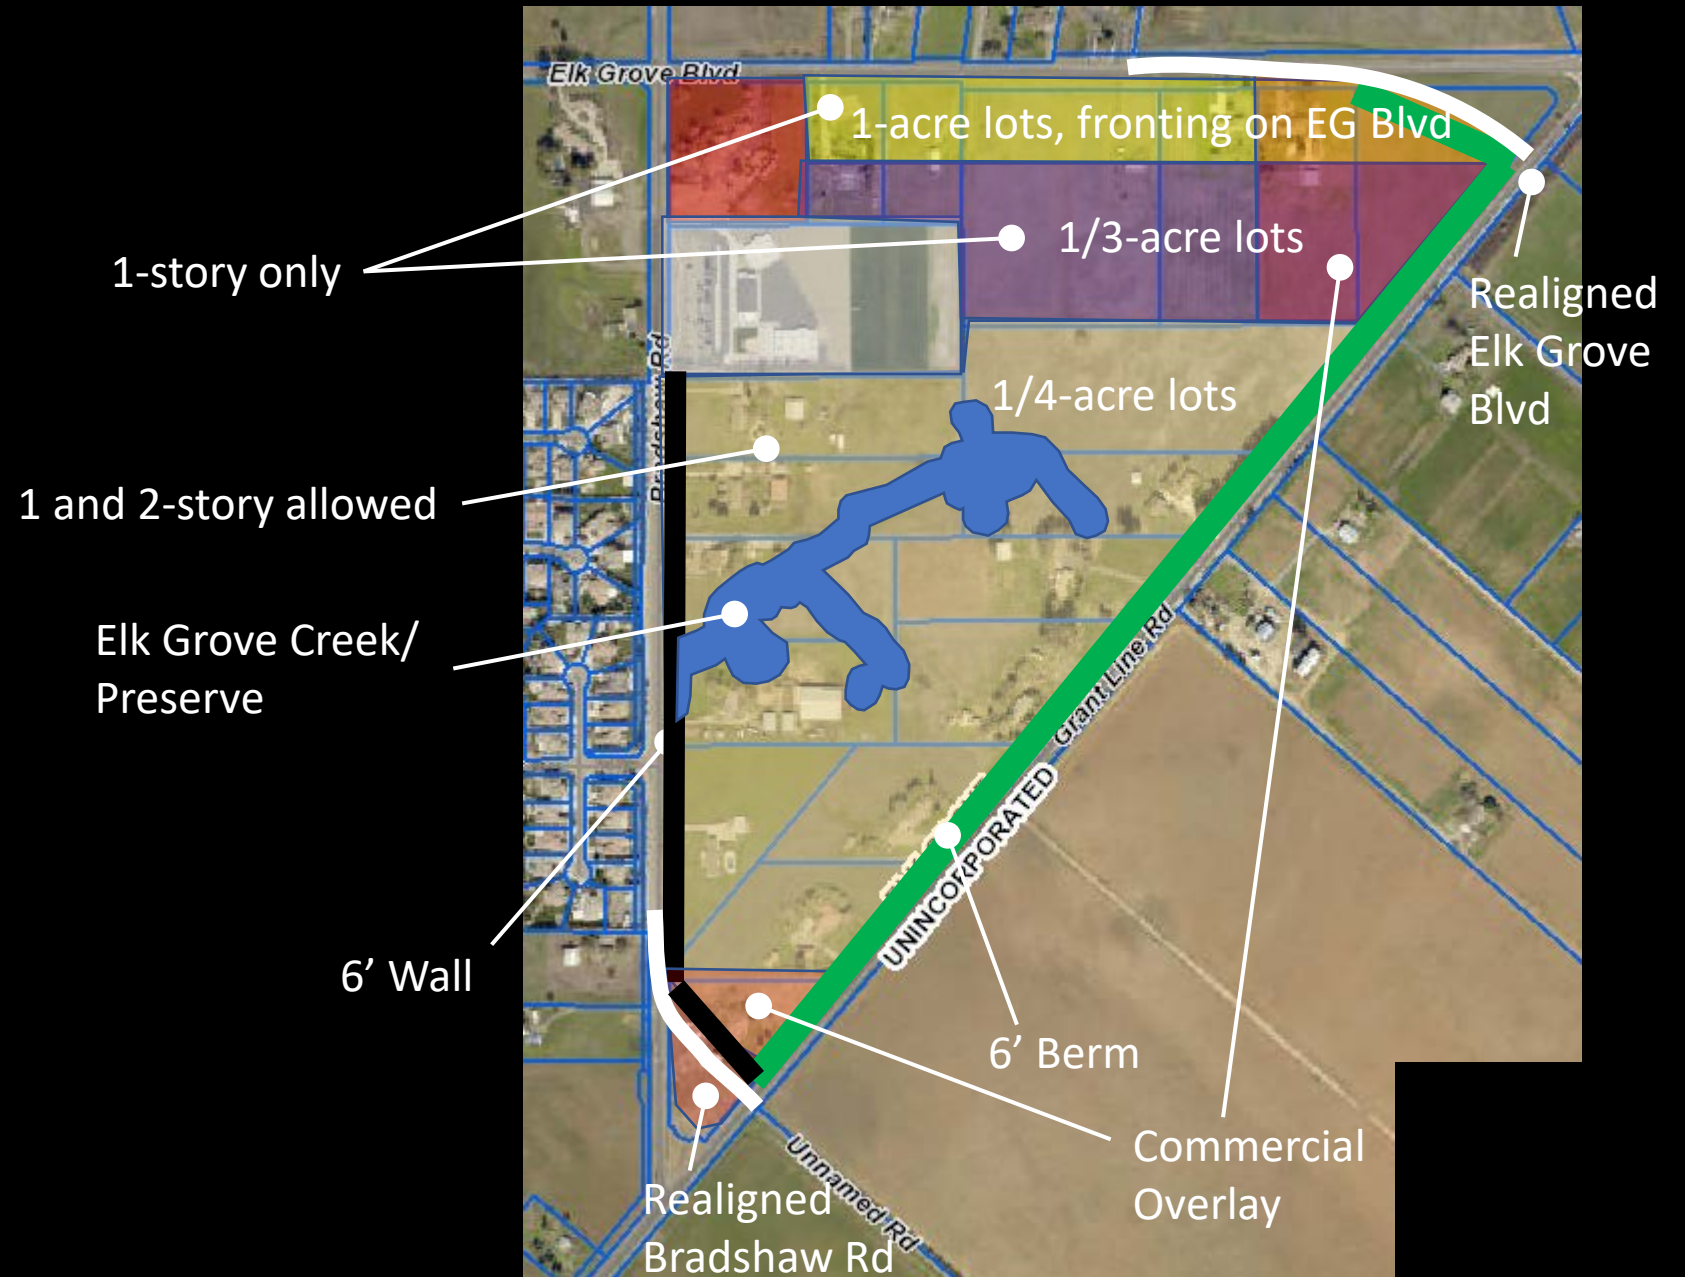 Elk Grove Blvd
1-acre lots, fronting on EG Blvd
1/3-acre lots
1-story only
Realigned
Elk Grove
Blvd
Bradshaw Rd
1/4-acre lots
1 and 2-story allowed
Elk Grove Creek/
Preserve
Grant Line Rd
UNINCORPORATED
6’ Wall
6’ Berm
Commercial
Overlay
Unnamed Rd
Realigned
Bradshaw Rd